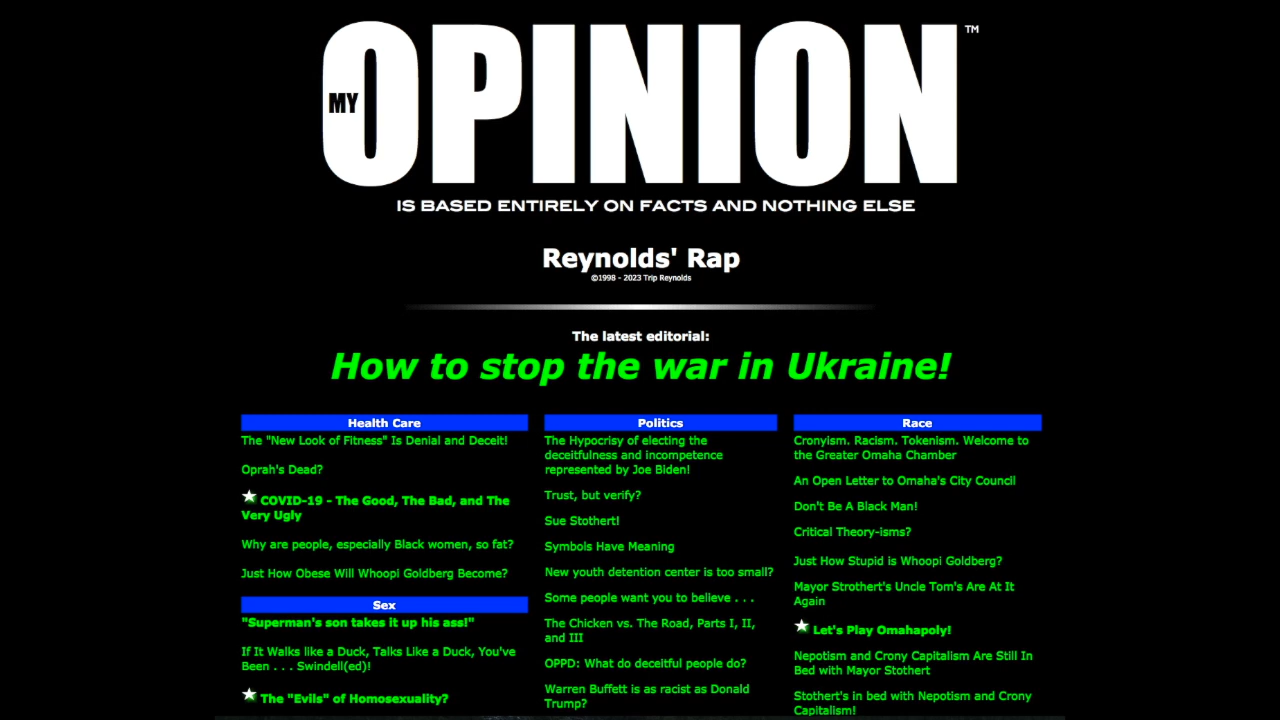 MY OPINION™
IS BASED ENTIRELY ON FACTS AND NOTHING ELSE
Reynolds' Rap
©1998 - 2023 Trip Reynolds
The latest editorial:
How to stop the war in Ukraine!
Health Care
The "New Look of Fitness" Is Denial and Deceit!
Oprah's Dead?
COVID-19 - The Good, The Bad, and The
Very Ugly
Why are people, especially Black women, so fat?
Just How Obese Will Whoopi Goldberg Become?
Sex
"Superman's son takes it up his ass!"
If It Walks like a Duck, Talks Like a Duck, You've
Been . . . Swindell(ed)!
The "Evils" of Homosexuality?
Politics
The Hypocrisy of electing the
deceitfulness and incompetence
represented by Joe Biden!
Trust, but verify?
Sue Stothert!
Symbols Have Meaning
New youth detention center is too small?
Some people want you to believe . . .
The Chicken vs. The Road, Parts I, II,
and III
OPPD: What do deceitful people do?
Warren Buffett is as racist as Donald
Trump?
Race
Cronyism. Racism. Tokenism. Welcome to
the Greater Omaha Chamber
An Open Letter to Omaha's City Council
Don't Be A Black Man!
Critical Theory-isms?
Just How Stupid is Whoopi Goldberg?
Mayor Strothert's Uncle Tom's Are At It
Again
Let's Play Omahapoly!
Nepotism and Crony Capitalism Are Still In
Bed with Mayor Stothert
Stothert's in bed with Nepotism and Crony
Capitalism!